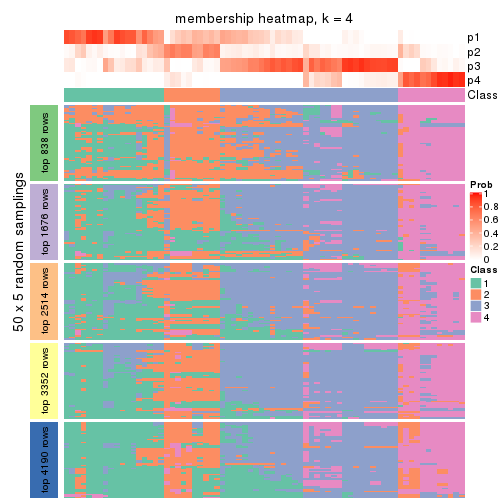 membership heatmap, k = 4
p1
p2
p3
p4
Class
50 x 5 random samplings
top 838 rows
top 1676 rows
top 2514 rows
top 3352 rows
top 4190 rows
Prob
1
0.8
0.6
0.4
0.2
0
Class
1
2
3
4